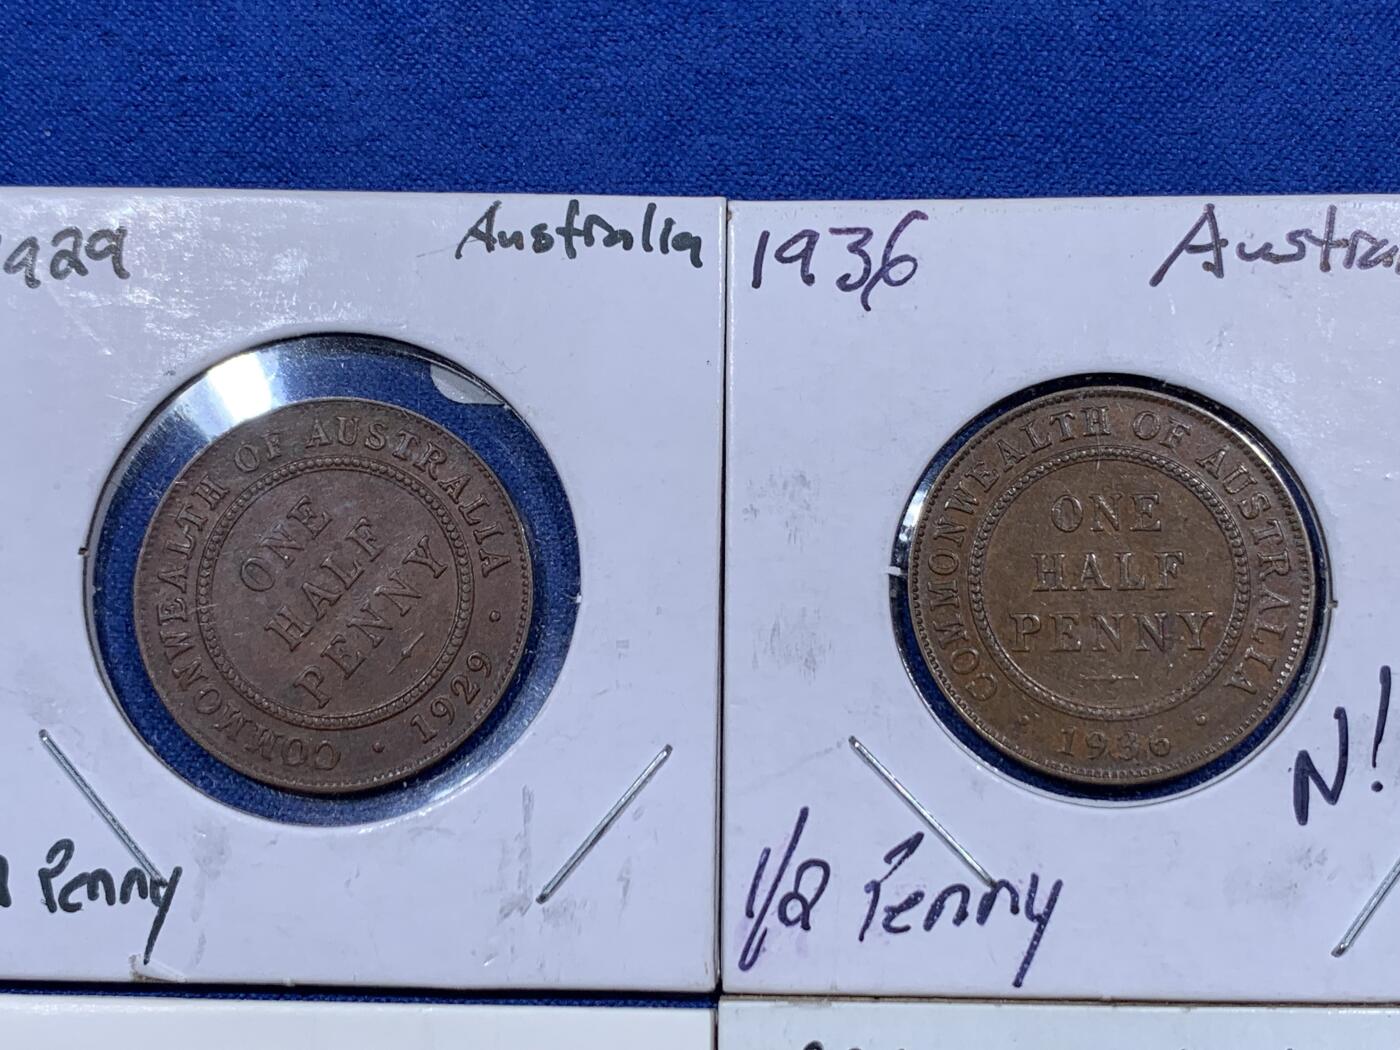 1929 Australia
COMMONWEALTH OF AUSTRALIA · 1929 ·
ONE
HALF
PENNY
Penny
1936
COMMONWEALTH OF AUSTRALIA
ONE
HALF
PENNY
· 1936 ·
N!
1/2 Penny